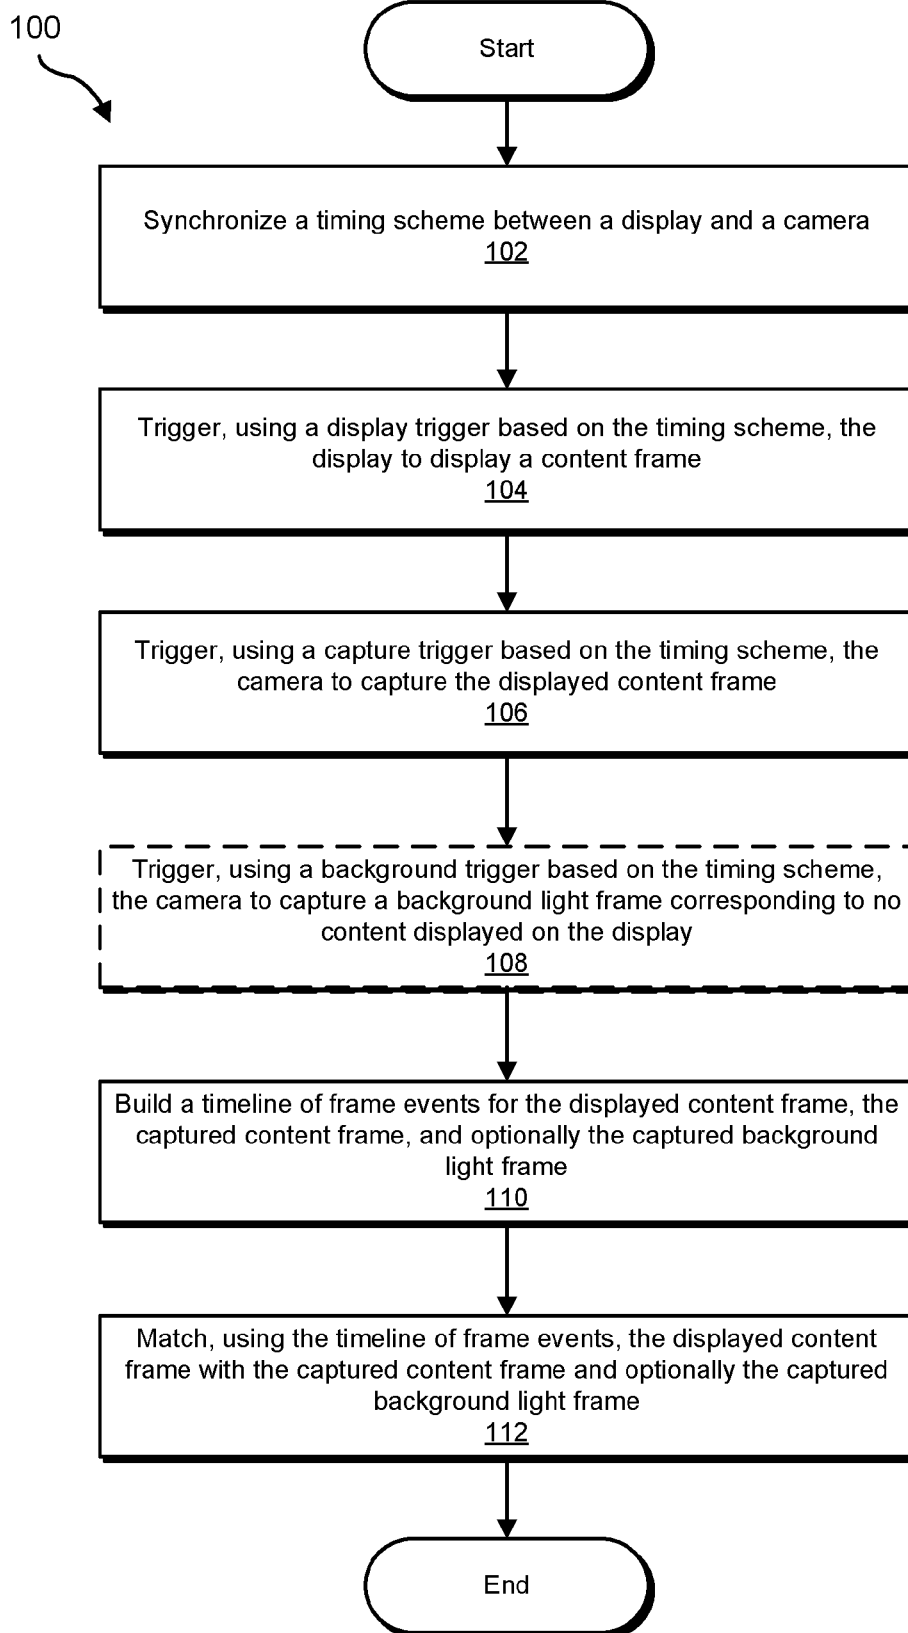 100
Start
Synchronize a timing scheme between a display and a camera
102
Trigger, using a display trigger based on the timing scheme, the
display to display a content frame
104
Trigger, using a capture trigger based on the timing scheme, the
camera to capture the displayed content frame
106
Trigger, using a background trigger based on the timing scheme,
the camera to capture a background light frame corresponding to no
content displayed on the display
108
Build a timeline of frame events for the displayed content frame, the
captured content frame, and optionally the captured background
light frame
110
Match, using the timeline of frame events, the displayed content
frame with the captured content frame and optionally the captured
background light frame
112
End